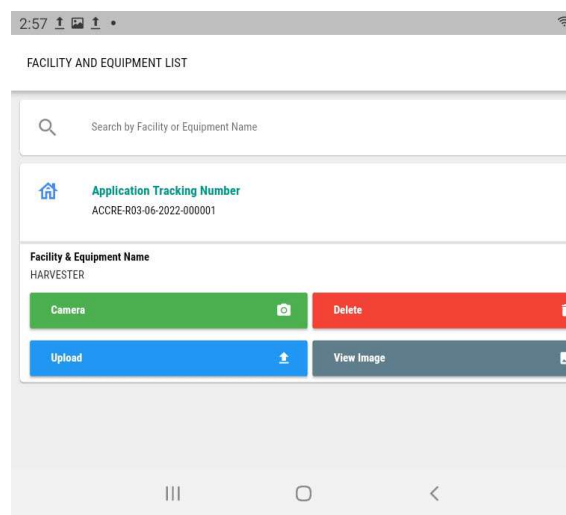 2:57
FACILITY AND EQUIPMENT LIST
Search by Facility or Equipment Name
Application Tracking Number
ACCRE-R03-06-2022-000001
Facility & Equipment Name
HARVESTER
Camera
Delete
Upload
View Image